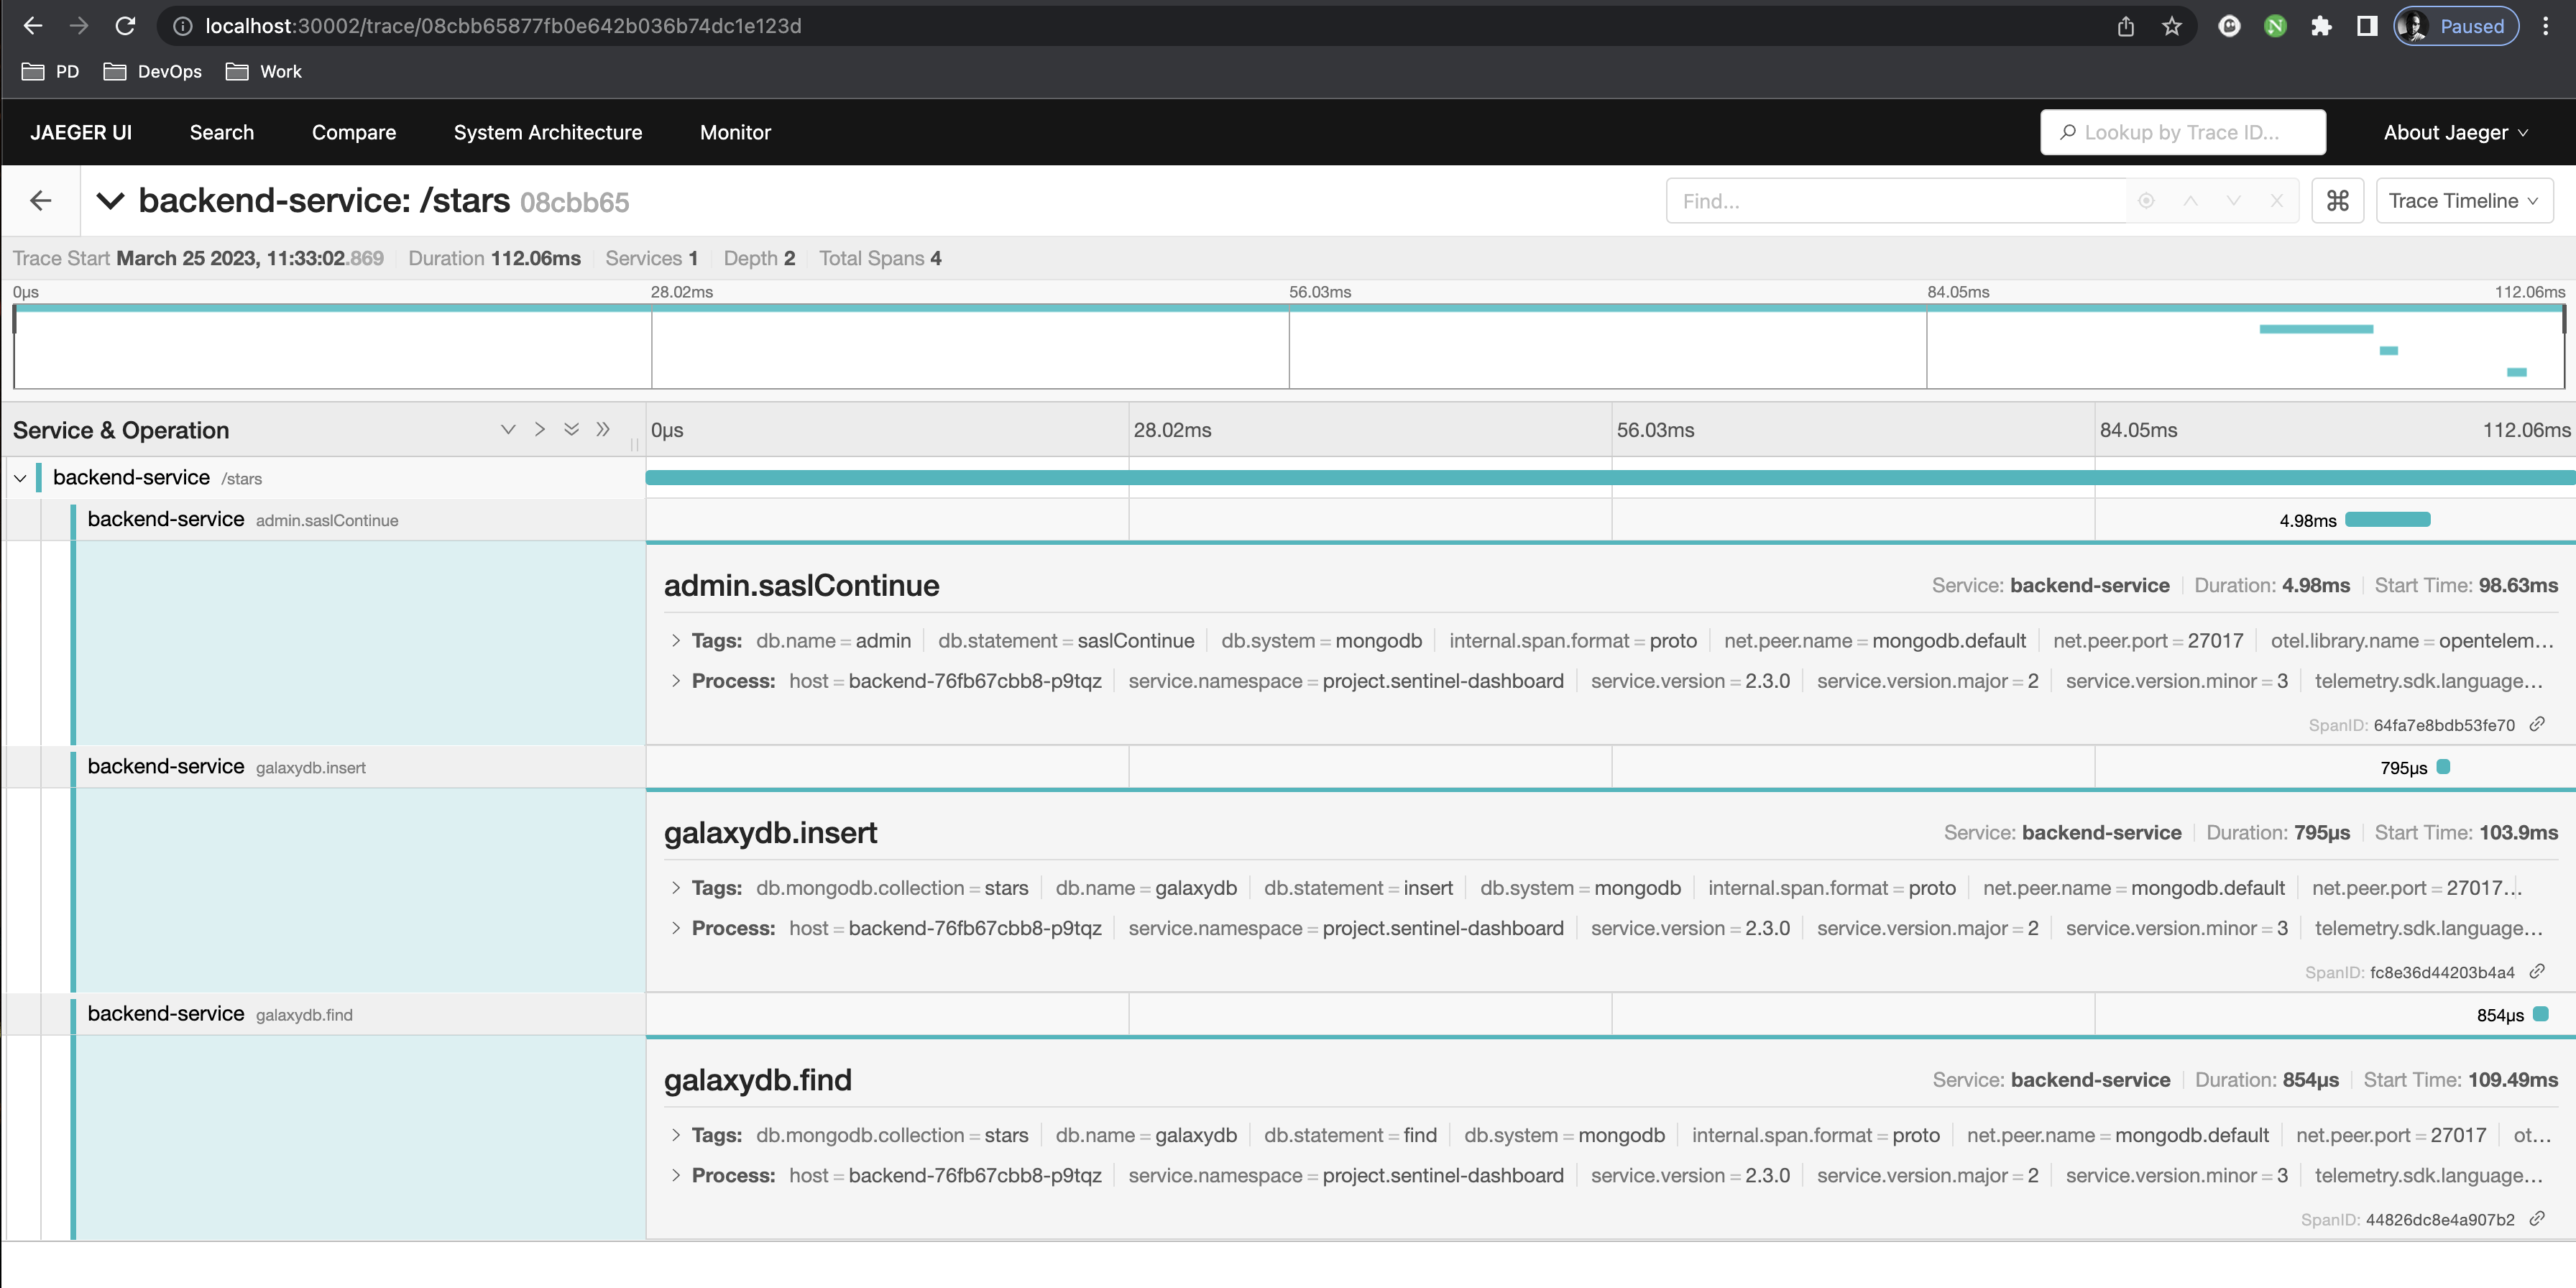 localhost:30002/trace/08cbb65877fb0e642b036b74dc1e123d
Paused
PD DevOps Work
JAEGER UI Search Compare System Architecture Monitor Lookup by Trace ID... About Jaeger
backend-service: /stars 08cbb65 Find... Trace Timeline
Trace Start March 25 2023, 11:33:02.869 Duration 112.06ms Services 1 Depth 2 Total Spans 4
0μs 28.02ms 56.03ms 84.05ms 112.06ms
Service & Operation 0μs 28.02ms 56.03ms 84.05ms 112.06ms
backend-service /stars
backend-service admin.saslContinue 4.98ms
admin.saslContinue Service: backend-service Duration: 4.98ms Start Time: 98.63ms
Tags: db.name = admin db.statement = saslContinue db.system = mongodb internal.span.format = proto net.peer.name = mongodb.default net.peer.port = 27017 otel.library.name = opentelem...
Process: host = backend-76fb67cbb8-p9tqz service.namespace = project.sentinel-dashboard service.version = 2.3.0 service.version.major = 2 service.version.minor = 3 telemetry.sdk.language...
SpanID: 64fa7e8bdb53fe70
backend-service galaxydb.insert 795μs
galaxydb.insert Service: backend-service Duration: 795μs Start Time: 103.9ms
Tags: db.mongodb.collection = stars db.name = galaxydb db.statement = insert db.system = mongodb internal.span.format = proto net.peer.name = mongodb.default net.peer.port = 27017...
Process: host = backend-76fb67cbb8-p9tqz service.namespace = project.sentinel-dashboard service.version = 2.3.0 service.version.major = 2 service.version.minor = 3 telemetry.sdk.language...
SpanID: fc8e36d44203b4a4
backend-service galaxydb.find 854μs
galaxydb.find Service: backend-service Duration: 854μs Start Time: 109.49ms
Tags: db.mongodb.collection = stars db.name = galaxydb db.statement = find db.system = mongodb internal.span.format = proto net.peer.name = mongodb.default net.peer.port = 27017 ot...
Process: host = backend-76fb67cbb8-p9tqz service.namespace = project.sentinel-dashboard service.version = 2.3.0 service.version.major = 2 service.version.minor = 3 telemetry.sdk.language...
SpanID: 44826dc8e4a907b2